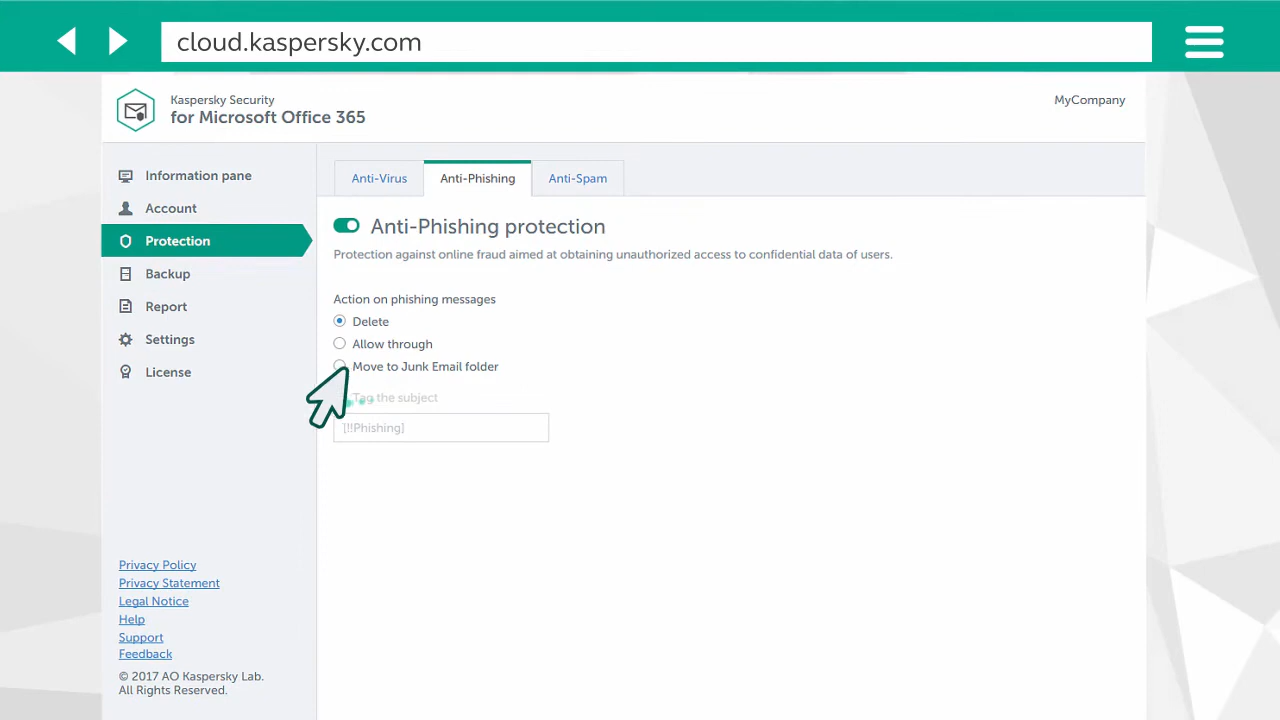 cloud.kaspersky.com
Kaspersky Security
for Microsoft Office 365
MyCompany
Information pane
Account
Protection
Backup
Report
Settings
License
Anti-Virus
Anti-Phishing
Anti-Spam
Anti-Phishing protection
Protection against online fraud aimed at obtaining unauthorized access to confidential data of users.
Action on phishing messages
Delete
Allow through
Move to Junk Email folder
Tag the subject
[!!Phishing]
Privacy Policy
Privacy Statement
Legal Notice
Help
Support
Feedback
© 2017 AO Kaspersky Lab.
All Rights Reserved.